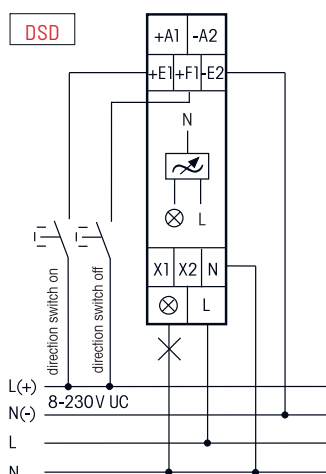 DSD
+A1 -A2
+E1 +F1 -E2
N
L
X1 X2 N
L
direction switch on
direction switch off
L(+)
8-230V UC
N(-)
L
N